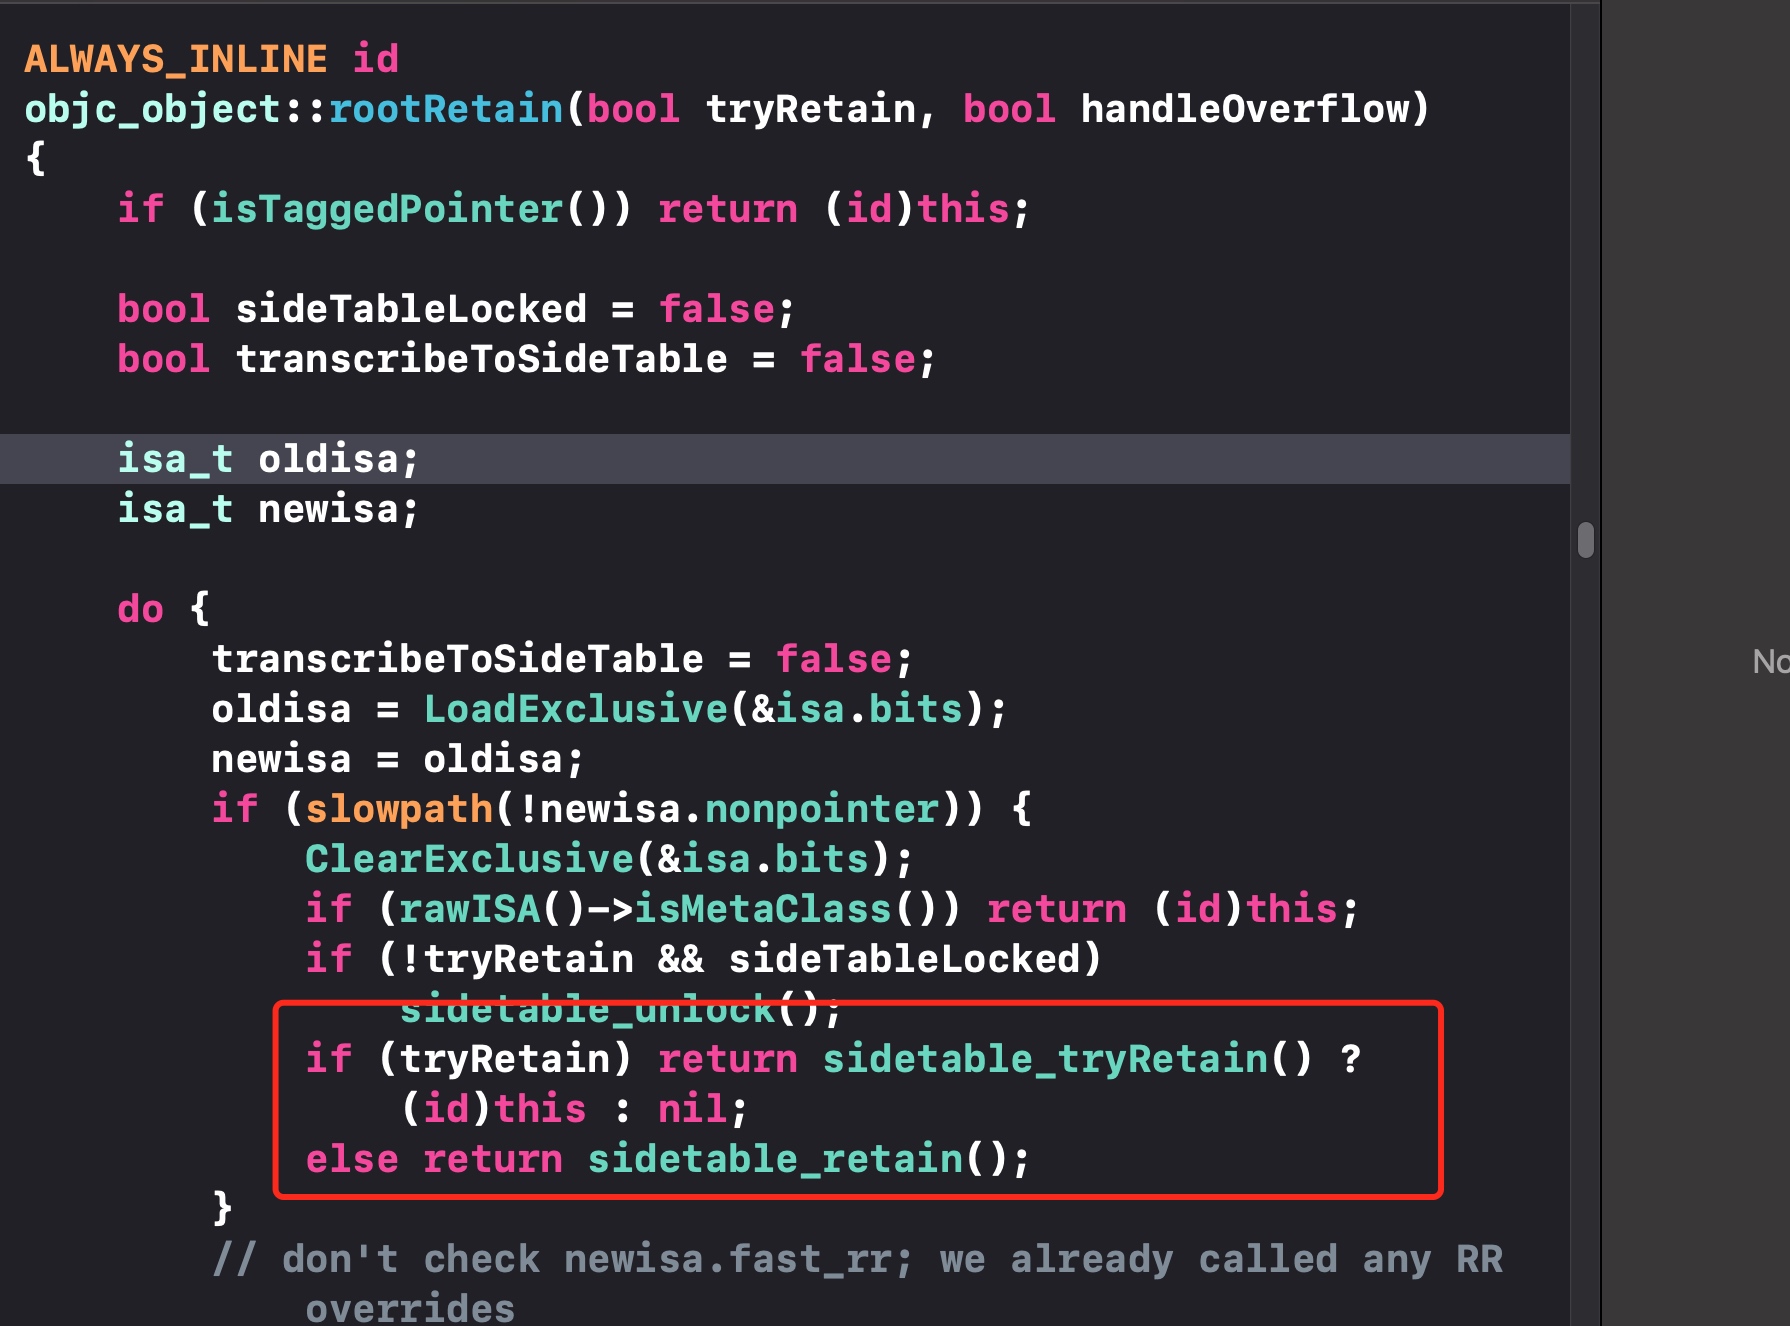 ALWAYS_INLINE id
objc_object::rootRetain(bool tryRetain, bool handleOverflow)
{
    if (isTaggedPointer()) return (id)this;
    bool sideTableLocked = false;
    bool transcribeToSideTable = false;
    isa_t oldisa;
    isa_t newisa;
    do {
        transcribeToSideTable = false;
        oldisa = LoadExclusive(&isa.bits);
        newisa = oldisa;
        if (slowpath(!newisa.nonpointer)) {
            ClearExclusive(&isa.bits);
            if (rawISA()->isMetaClass()) return (id)this;
            if (!tryRetain && sideTableLocked)
                sidetable_unlock();
            if (tryRetain) return sidetable_tryRetain() ?
                (id)this : nil;
            else return sidetable_retain();
        }
        // don't check newisa.fast_rr; we already called any RR
            overrides
No